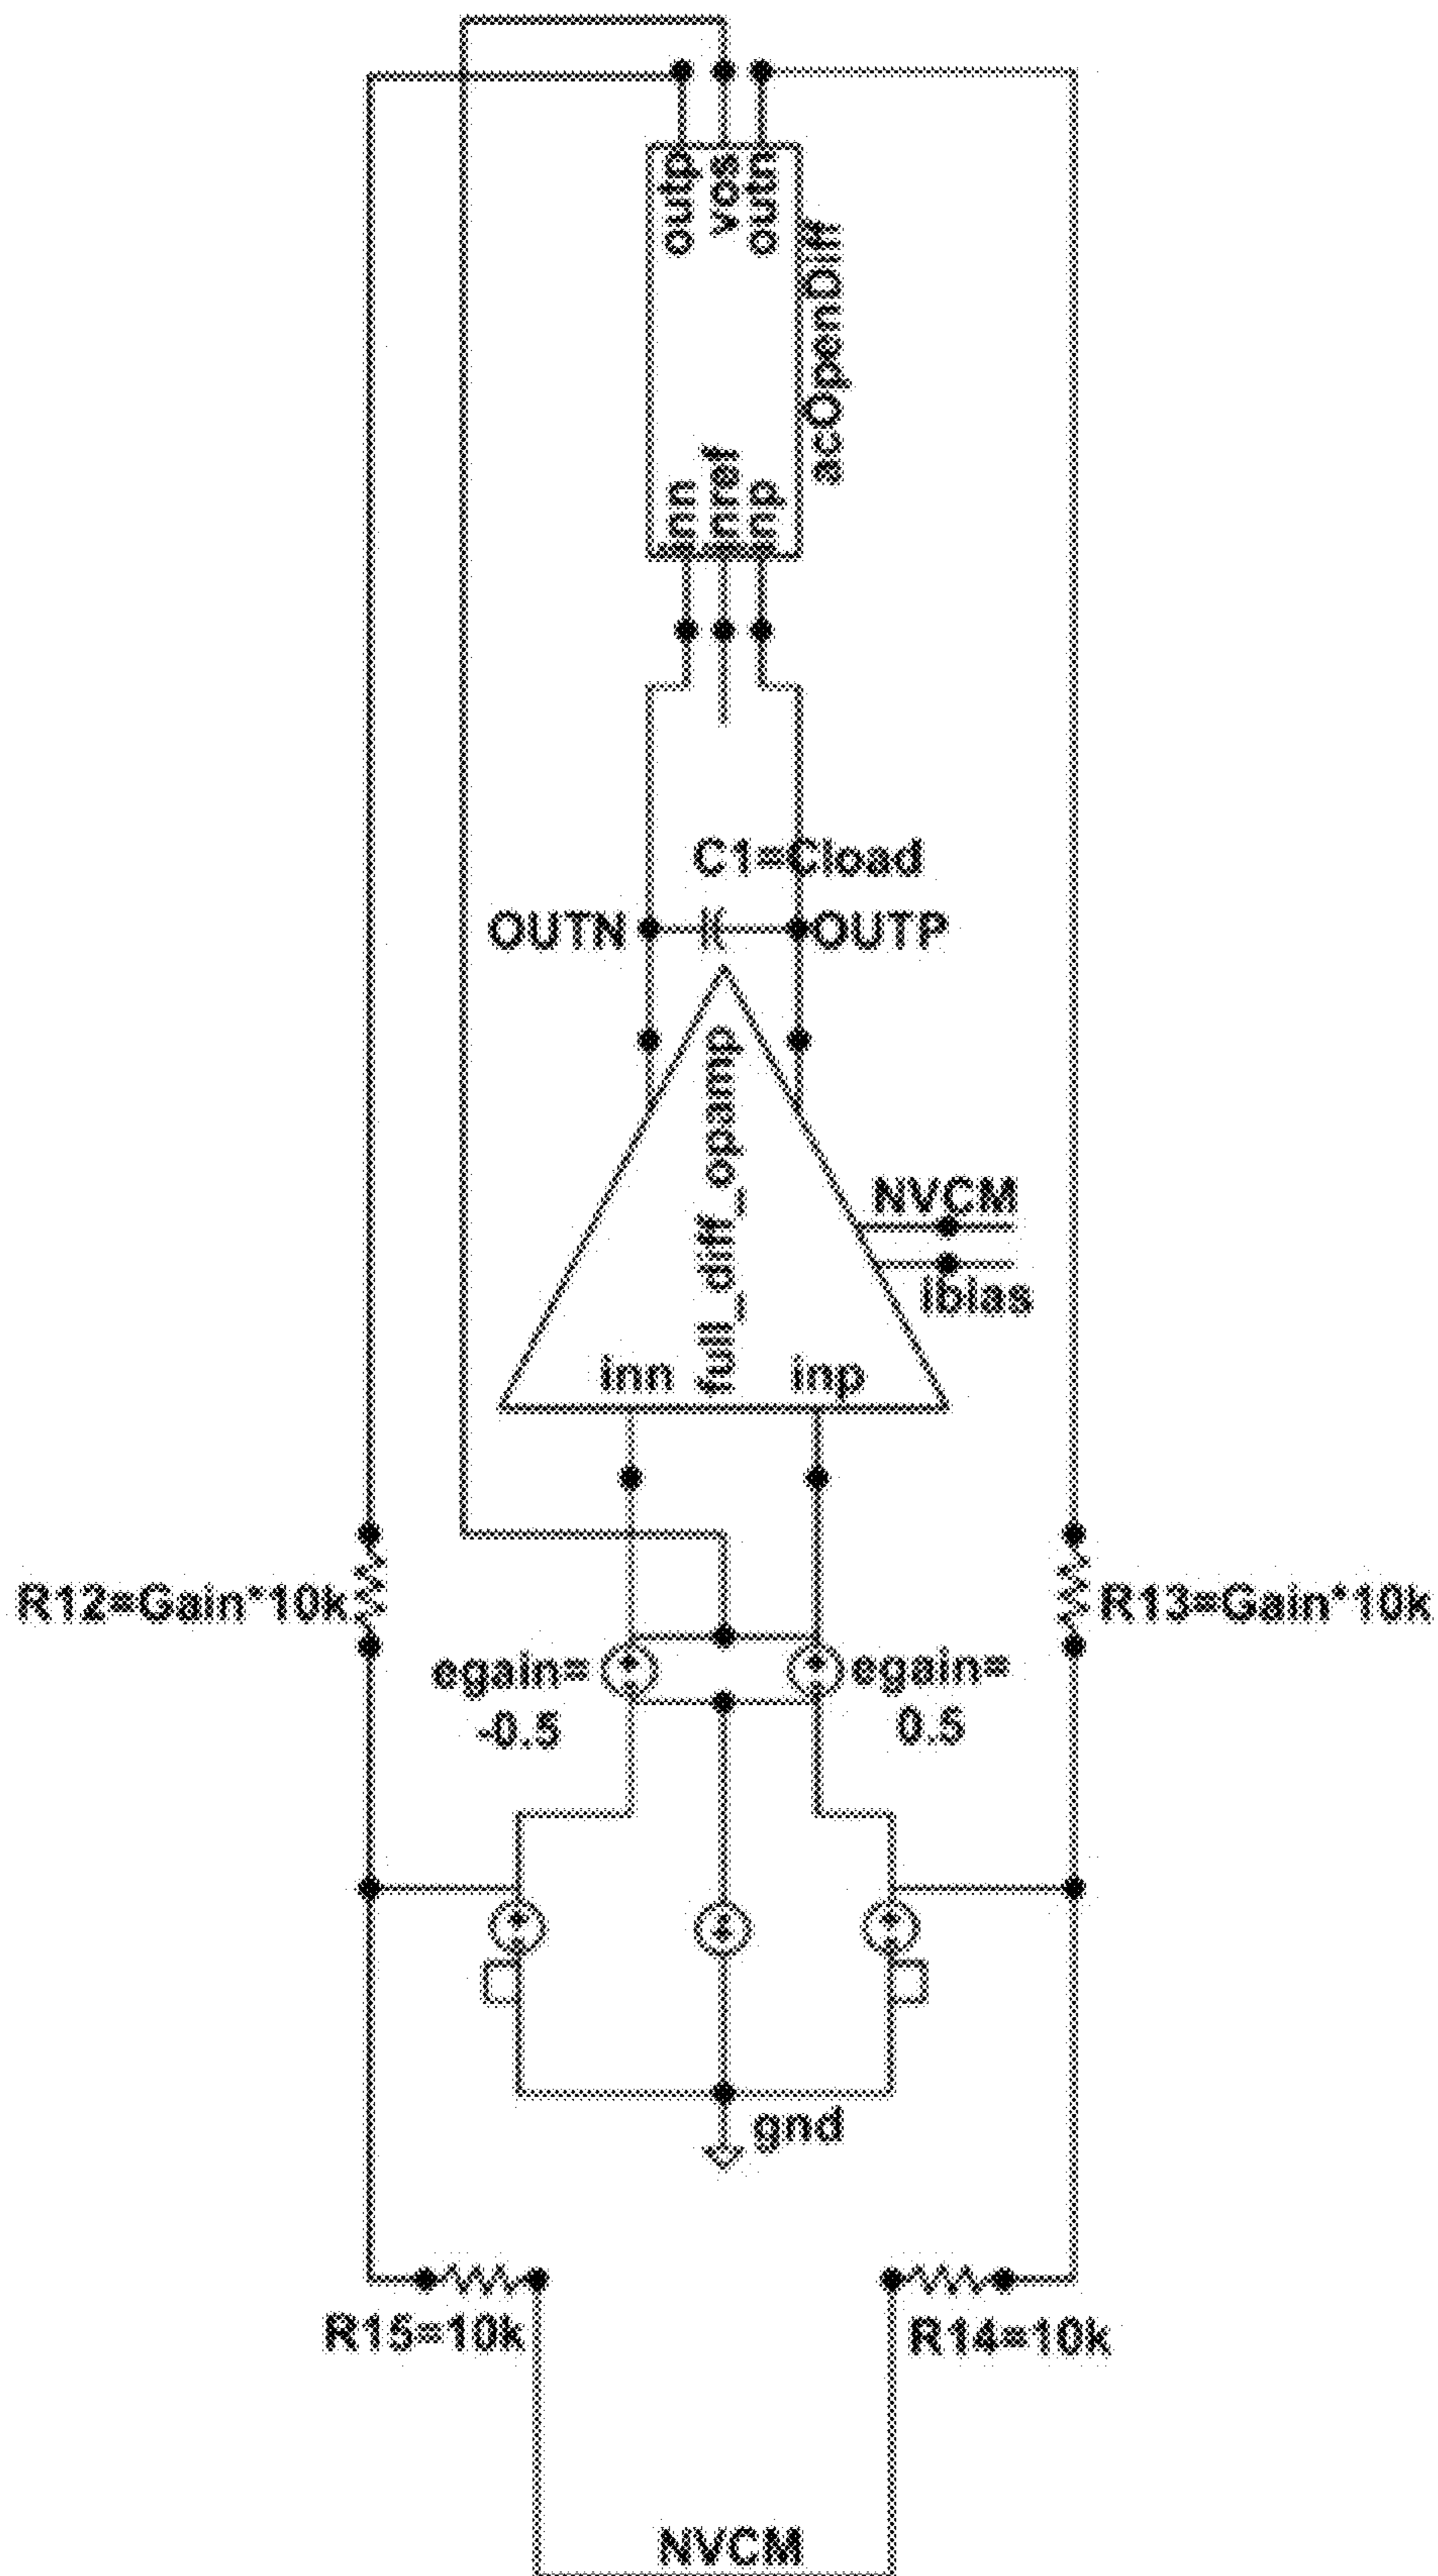 outp
vos
outn
acOpenDiff
inn
inref
inp
C1=Cload
OUTN
OUTP
full_diff_opamp
NVCM
ibias
inn
inp
R12=Gain*10k
R13=Gain*10k
egain=
-0.5
egain=
0.5
gnd
R15=10k
R14=10k
NVCM